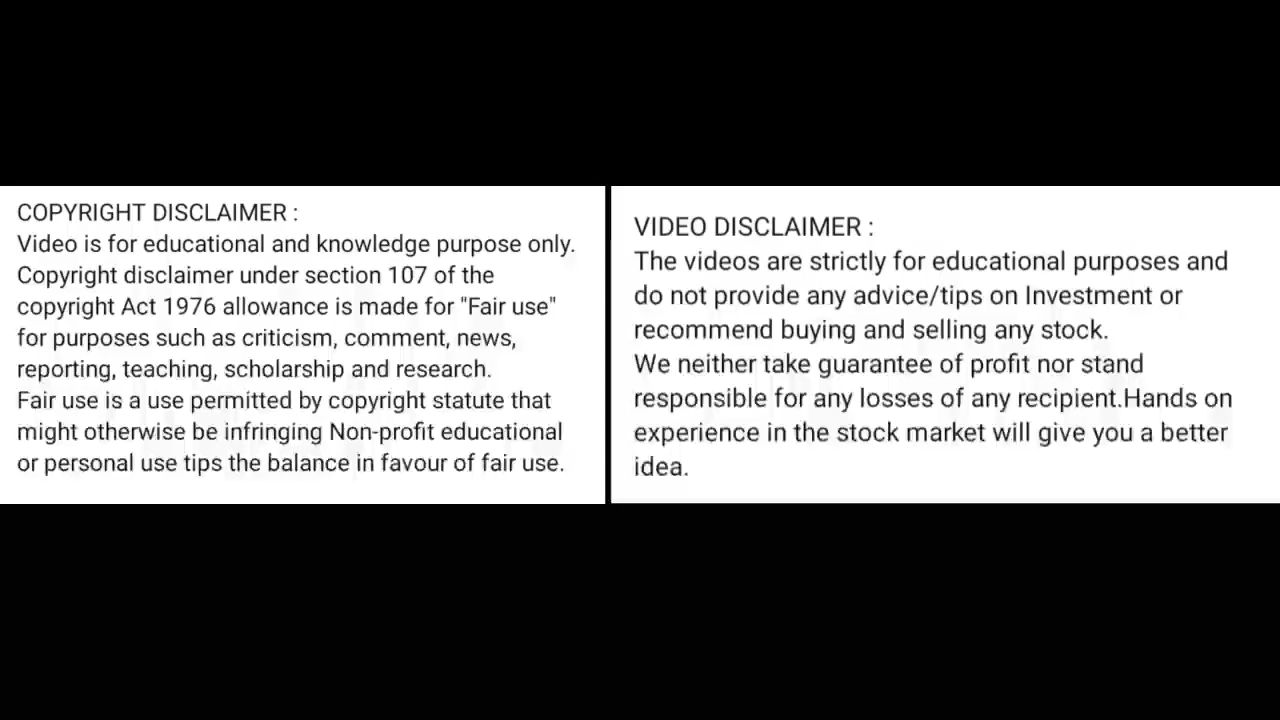 COPYRIGHT DISCLAIMER :
Video is for educational and knowledge purpose only.
Copyright disclaimer under section 107 of the
copyright Act 1976 allowance is made for "Fair use"
for purposes such as criticism, comment, news,
reporting, teaching, scholarship and research.
Fair use is a use permitted by copyright statute that
might otherwise be infringing Non-profit educational
or personal use tips the balance in favour of fair use.
VIDEO DISCLAIMER :
The videos are strictly for educational purposes and
do not provide any advice/tips on Investment or
recommend buying and selling any stock.
We neither take guarantee of profit nor stand
responsible for any losses of any recipient.Hands on
experience in the stock market will give you a better
idea.